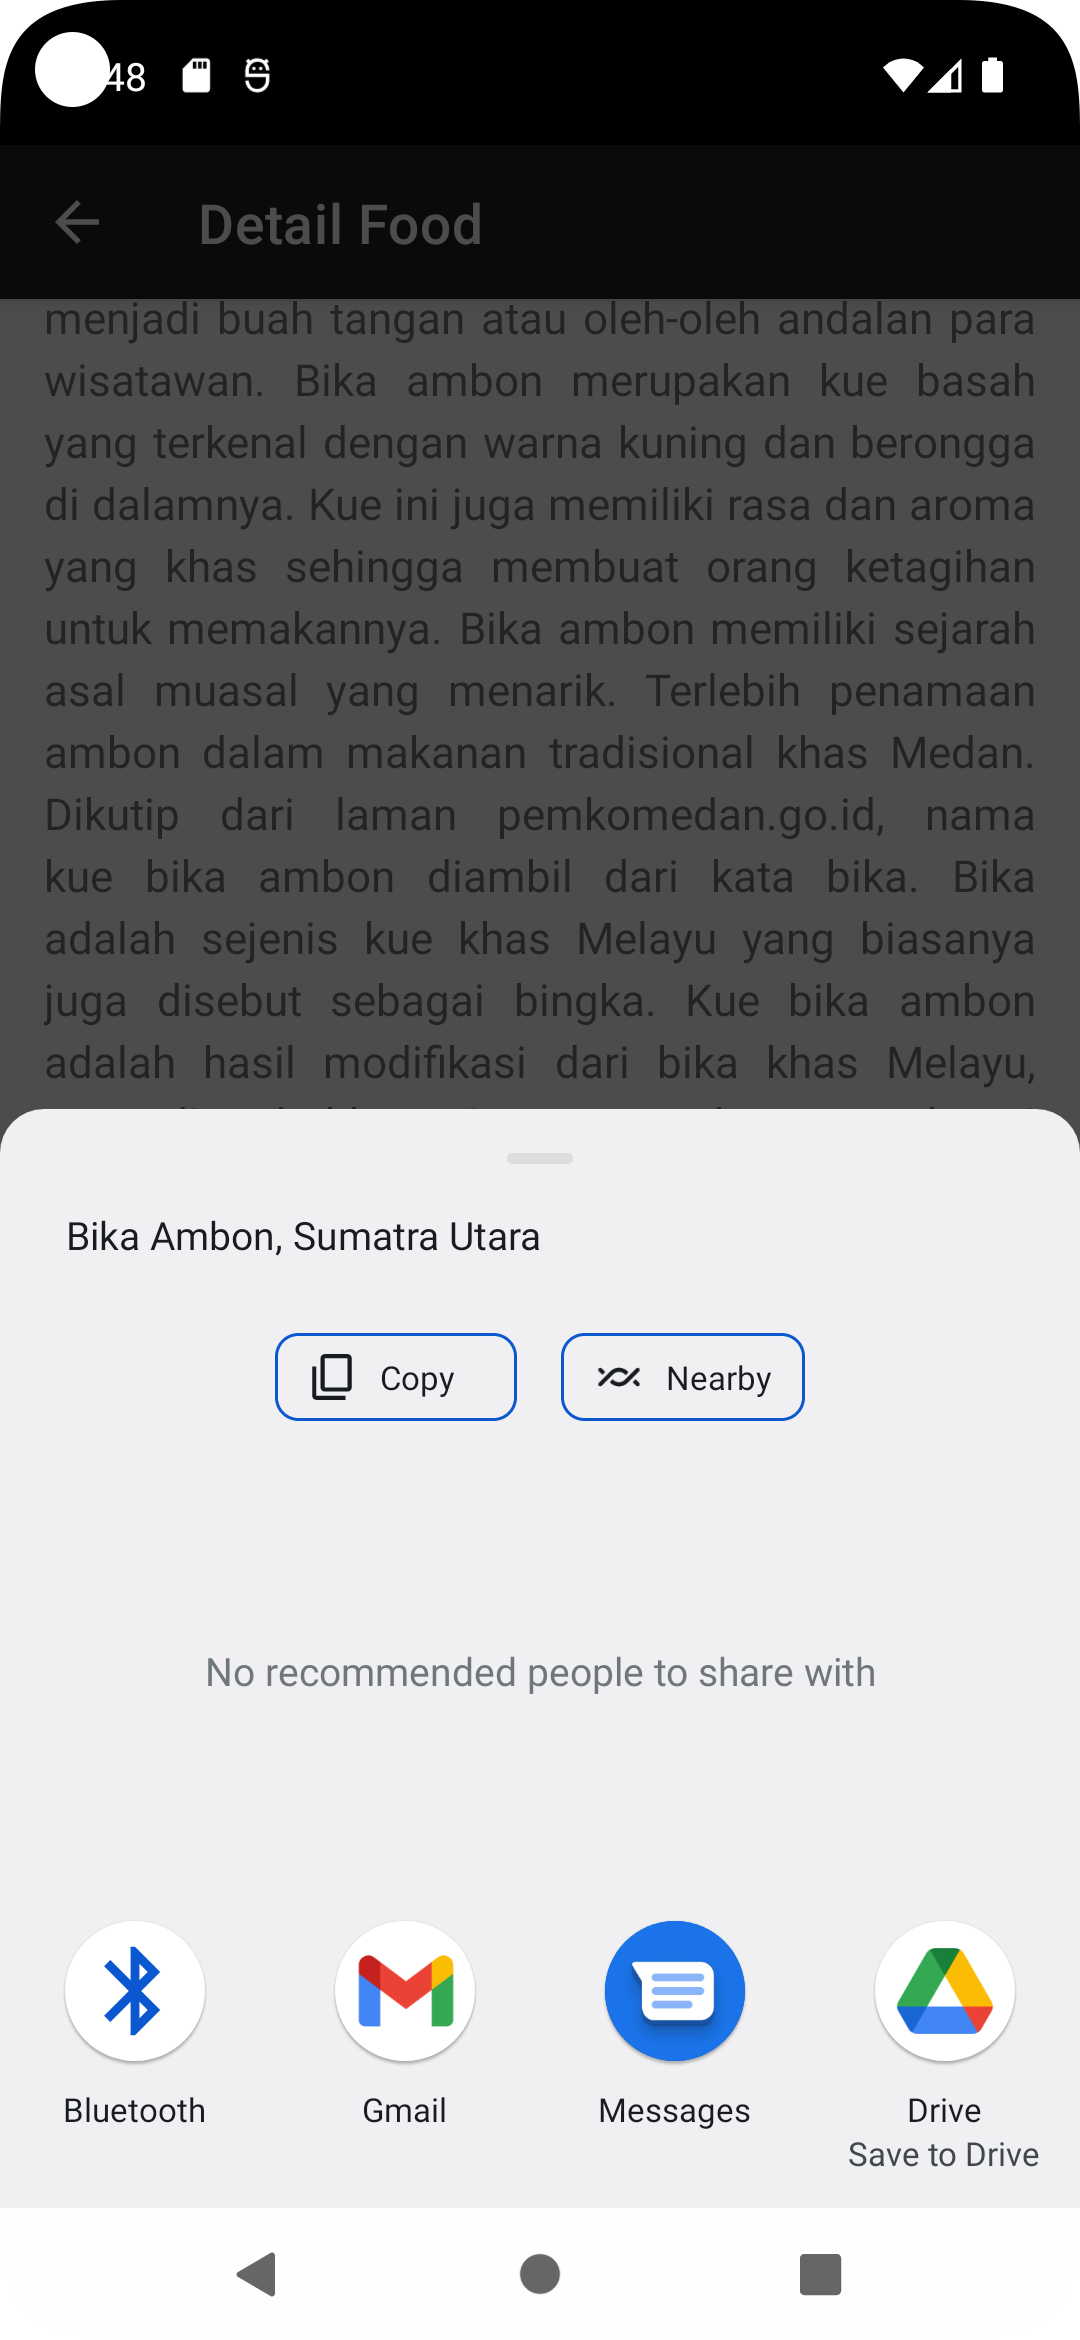 48
Detail Food
menjadi buah tangan atau oleh-oleh andalan para
wisatawan. Bika ambon merupakan kue basah
yang terkenal dengan warna kuning dan berongga
di dalamnya. Kue ini juga memiliki rasa dan aroma
yang khas sehingga membuat orang ketagihan
untuk memakannya. Bika ambon memiliki sejarah
asal muasal yang menarik. Terlebih penamaan
ambon dalam makanan tradisional khas Medan.
Dikutip dari laman pemkomedan.go.id, nama
kue bika ambon diambil dari kata bika. Bika
adalah sejenis kue khas Melayu yang biasanya
juga disebut sebagai bingka. Kue bika ambon
adalah hasil modifikasi dari bika khas Melayu,
Bika Ambon, Sumatra Utara
Copy
Nearby
No recommended people to share with
Bluetooth
Gmail
Messages
Drive
Save to Drive